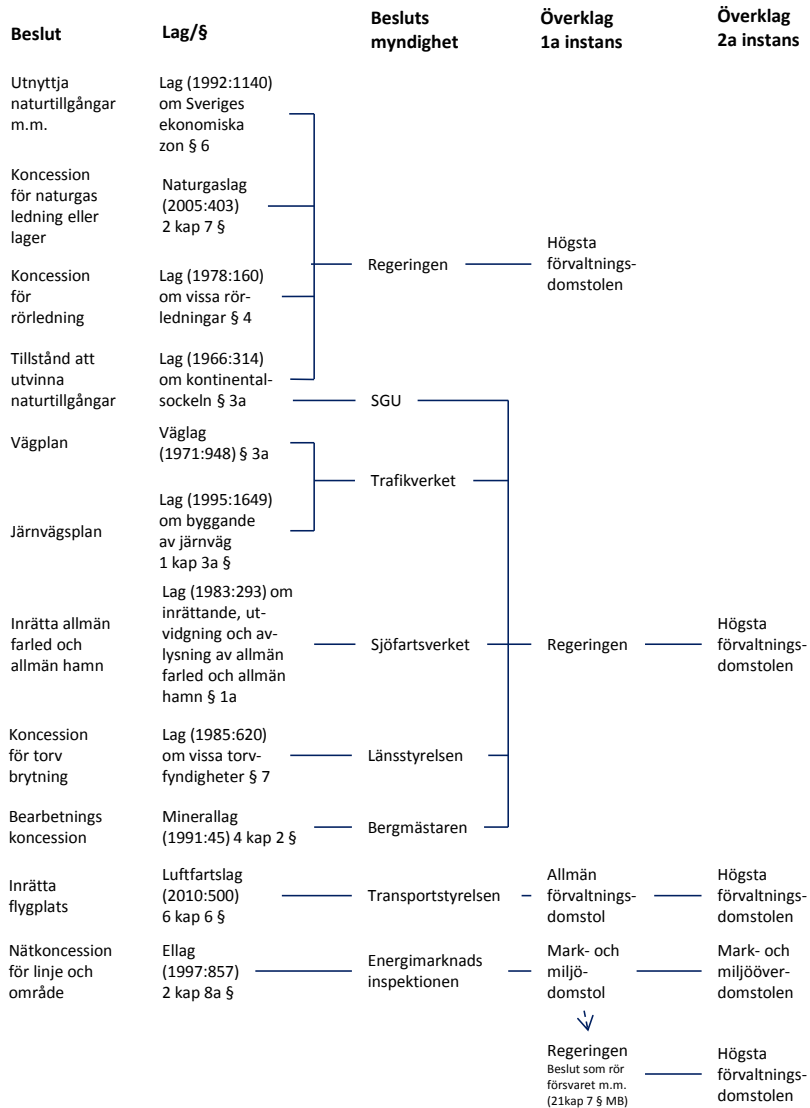 Beslut
Lag/§
Besluts
myndighet
Överklag
1a instans
Överklag
2a instans
Utnyttja
naturtillgångar
m.m.
Lag (1992:1140)
om Sveriges
ekonomiska
zon § 6
Koncession
för naturgas
ledning eller
lager
Naturgaslag
(2005:403)
2 kap 7 §
Koncession
för
rörledning
Lag (1978:160)
om vissa rör-
ledningar § 4
Regeringen
Högsta
förvaltnings-
domstolen
Tillstånd att
utvinna
naturtillgångar
Lag (1966:314)
om kontinental-
sockeln § 3a
SGU
Vägplan
Väglag
(1971:948) § 3a
Järnvägsplan
Lag (1995:1649)
om byggande
av järnväg
1 kap 3a §
Trafikverket
Inrätta allmän
farled och
allmän hamn
Lag (1983:293) om
inrättande, ut-
vidgning och av-
lysning av allmän
farled och allmän
hamn § 1a
Sjöfartsverket
Regeringen
Högsta
förvaltnings-
domstolen
Koncession
för torv
brytning
Lag (1985:620)
om vissa torv-
fyndigheter § 7
Länsstyrelsen
Bearbetnings
koncession
Minerallag
(1991:45) 4 kap 2 §
Bergmästaren
Inrätta
flygplats
Luftfartslag
(2010:500)
6 kap 6 §
Transportstyrelsen
Allmän
förvaltnings-
domstol
Högsta
förvaltnings-
domstolen
Nätkoncession
för linje och
område
Ellag
(1997:857)
2 kap 8a §
Energimarknads
inspektionen
Mark- och
miljö-
domstol
Mark- och
miljööver-
domstolen
Regeringen
Beslut som rör
försvaret m.m.
(21kap 7 § MB)
Högsta
förvaltnings-
domstolen